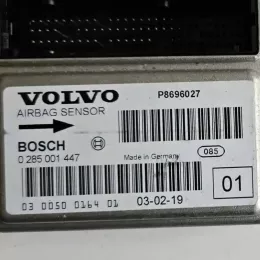 VOLVO
P8696027
AIRBAG SENSOR
BOSCH
Made in Germany
0 285 001 447
085
01
03 0050 0164 01
03-02-19